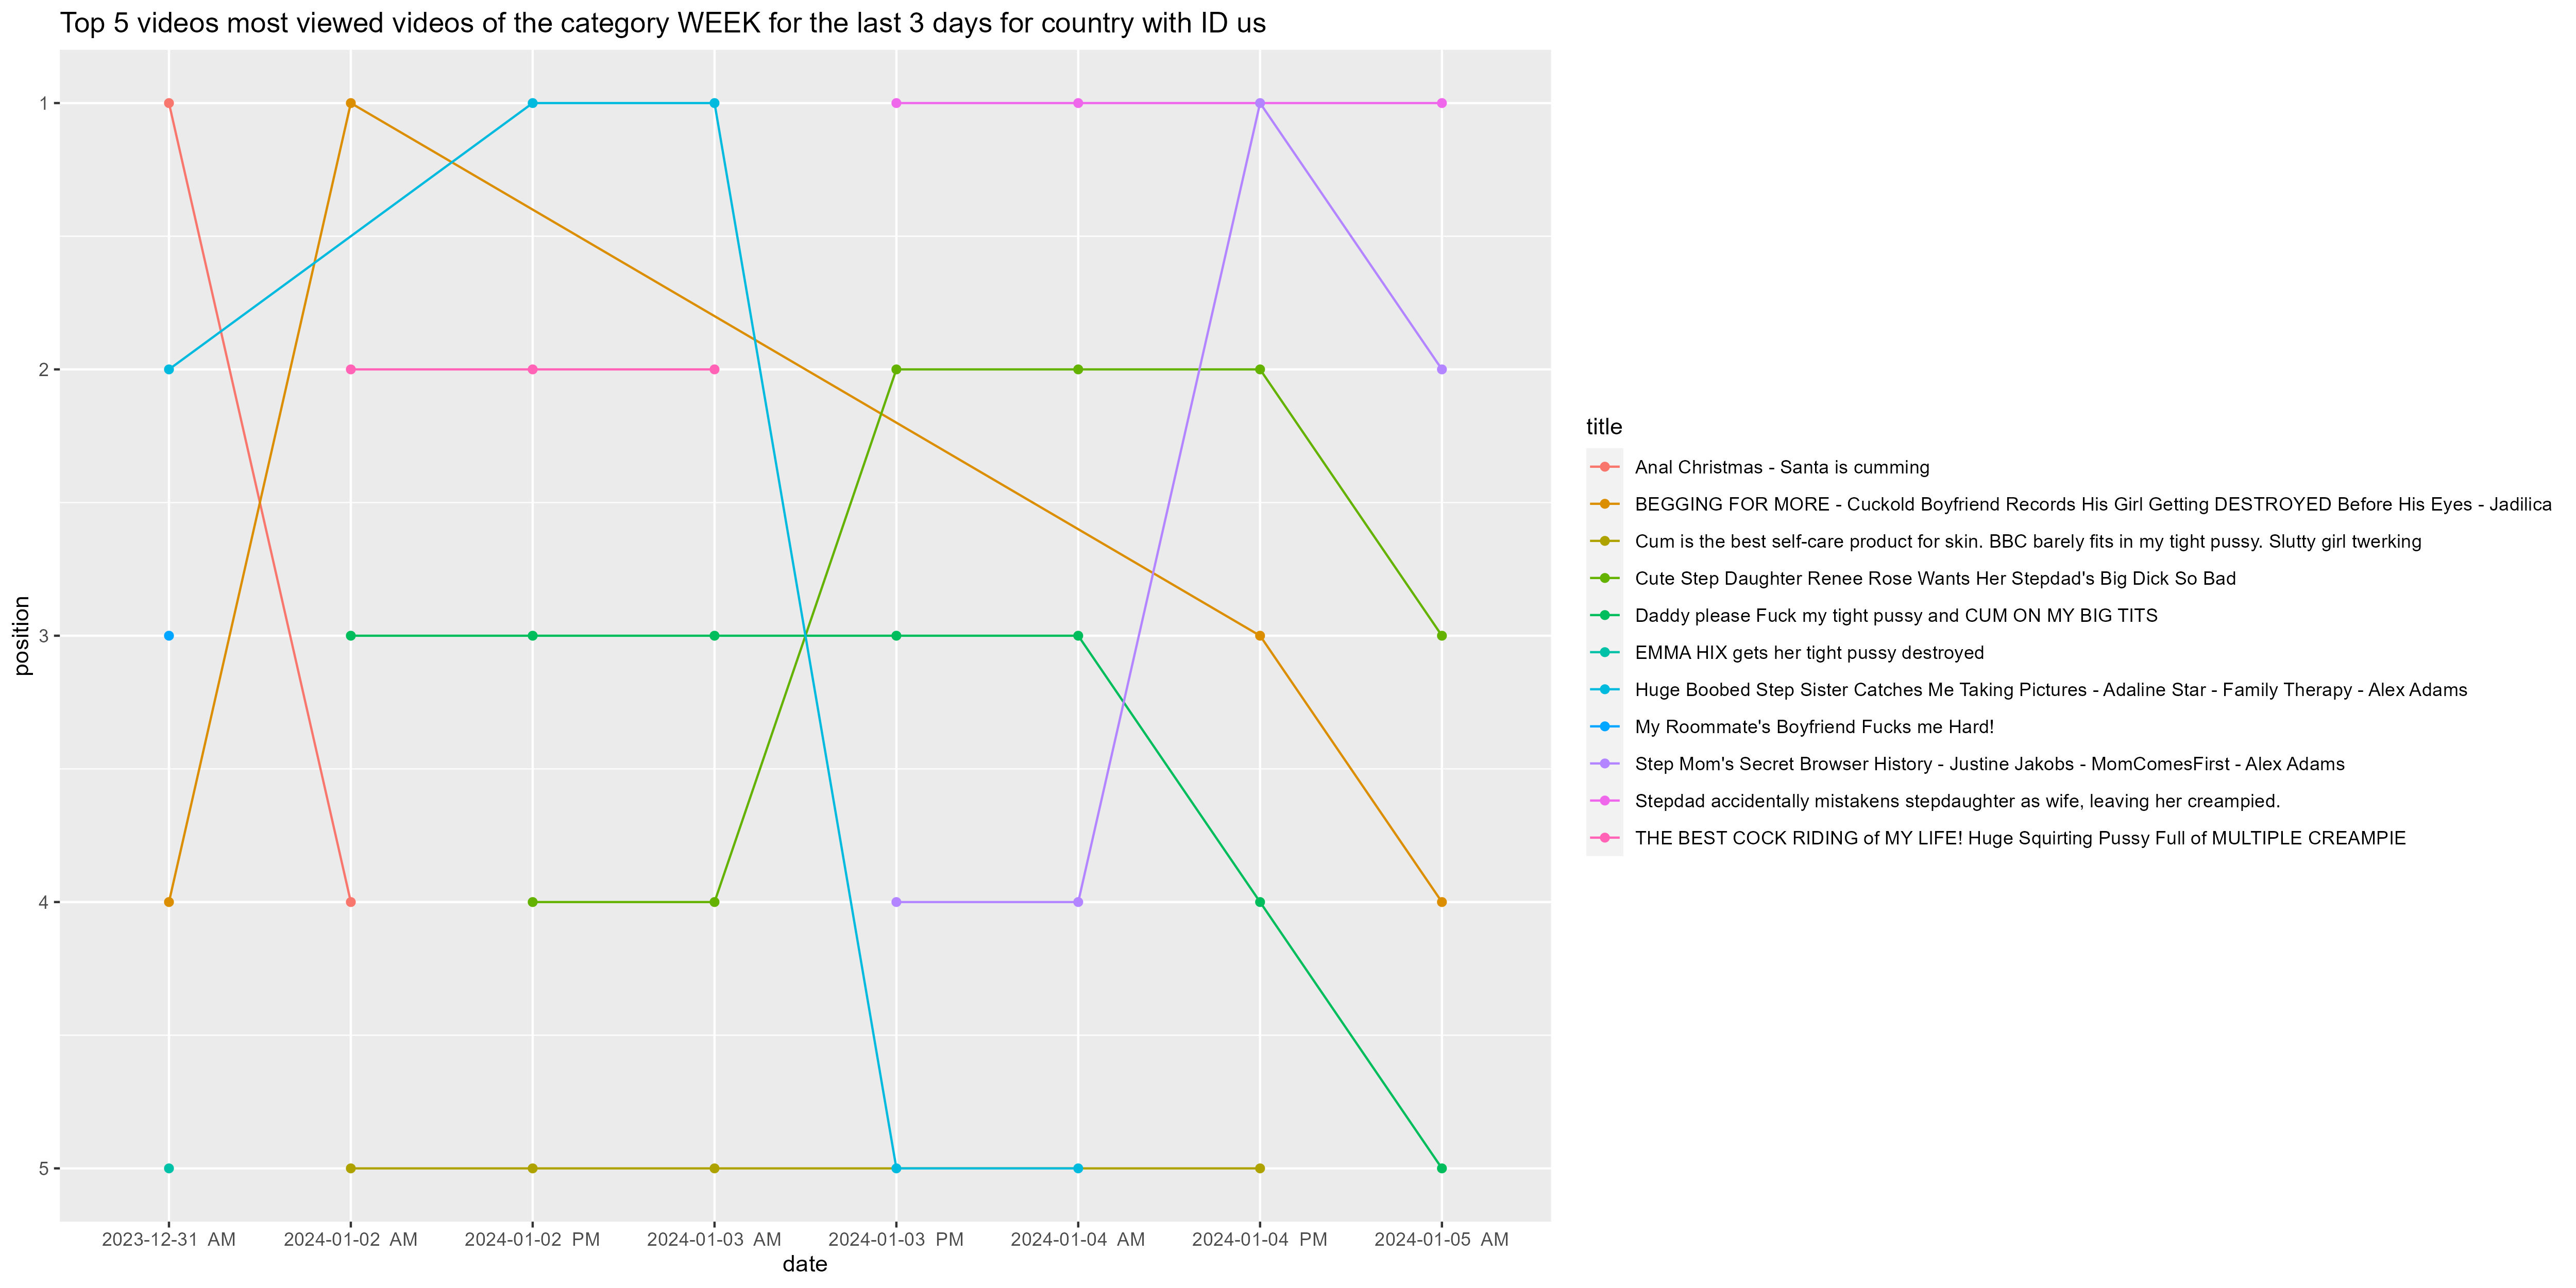 Top 5 videos most viewed videos of the category WEEK for the last 3 days for country with ID us
position
1
2
3
4
5
2023-12-31 AM
2024-01-02 AM
2024-01-02 PM
2024-01-03 AM
2024-01-03 PM
2024-01-04 AM
2024-01-04 PM
2024-01-05 AM
date
title
Anal Christmas - Santa is cumming
BEGGING FOR MORE - Cuckold Boyfriend Records His Girl Getting DESTROYED Before His Eyes - Jadilica
Cum is the best self-care product for skin. BBC barely fits in my tight pussy. Slutty girl twerking
Cute Step Daughter Renee Rose Wants Her Stepdad's Big Dick So Bad
Daddy please Fuck my tight pussy and CUM ON MY BIG TITS
EMMA HIX gets her tight pussy destroyed
Huge Boobed Step Sister Catches Me Taking Pictures - Adaline Star - Family Therapy - Alex Adams
My Roommate's Boyfriend Fucks me Hard!
Step Mom's Secret Browser History - Justine Jakobs - MomComesFirst - Alex Adams
Stepdad accidentally mistakens stepdaughter as wife, leaving her creampied.
THE BEST COCK RIDING of MY LIFE! Huge Squirting Pussy Full of MULTIPLE CREAMPIE